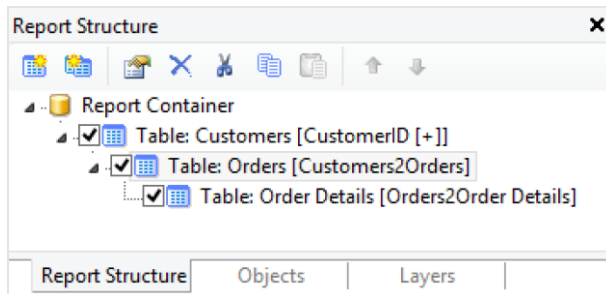 Report Structure
Report Container
Table: Customers [CustomerID [+]]
Table: Orders [Customers2Orders]
Table: Order Details [Orders2Order Details]
Report Structure Objects Layers